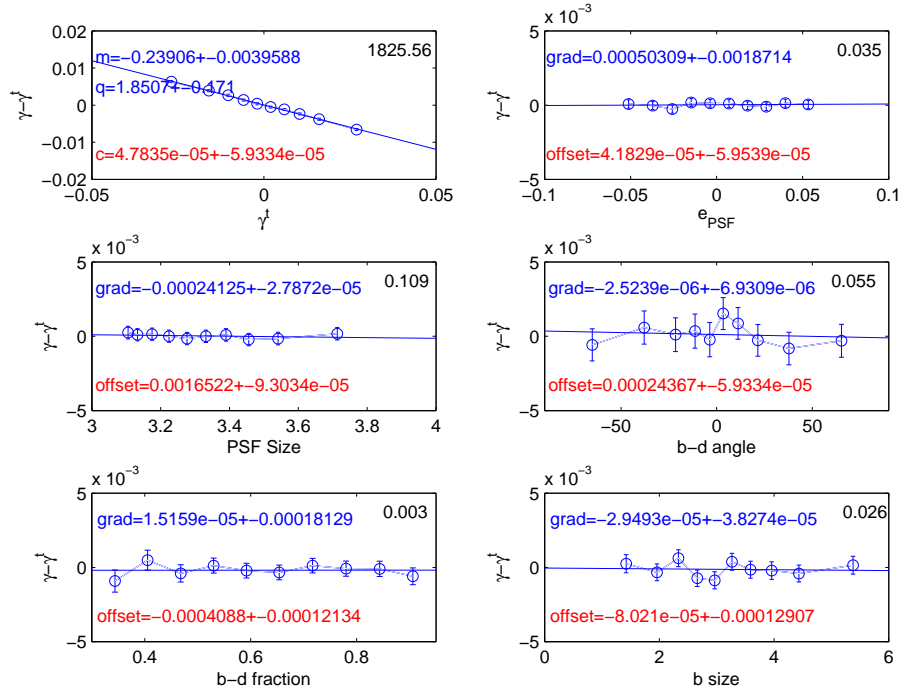 0.02
0.01
0
−0.01
−0.02
γ−γᵗ
m=−0.23906+−0.0039588
1825.56
q=1.8507+−0.171
c=4.7835e−05+−5.9334e−05
−0.05 0 0.05
γᵗ
x 10⁻³
5
0
−5
γ−γᵗ
grad=0.00050309+−0.0018714
0.035
offset=4.1829e−05+−5.9539e−05
−0.1 −0.05 0 0.05 0.1
e_PSF
x 10⁻³
5
0
−5
γ−γᵗ
grad=−0.00024125+−2.7872e−05
0.109
offset=0.0016522+−9.3034e−05
3 3.2 3.4 3.6 3.8 4
PSF Size
x 10⁻³
5
0
−5
γ−γᵗ
grad=−2.5239e−06+−6.9309e−06
0.055
offset=0.00024367+−5.9334e−05
−50 0 50
b−d angle
x 10⁻³
5
0
−5
γ−γᵗ
grad=1.5159e−05+−0.00018129
0.003
offset=−0.0004088+−0.00012134
0.4 0.6 0.8
b−d fraction
x 10⁻³
5
0
−5
γ−γᵗ
grad=−2.9493e−05+−3.8274e−05
0.026
offset=−8.021e−05+−0.00012907
0 2 4 6
b size